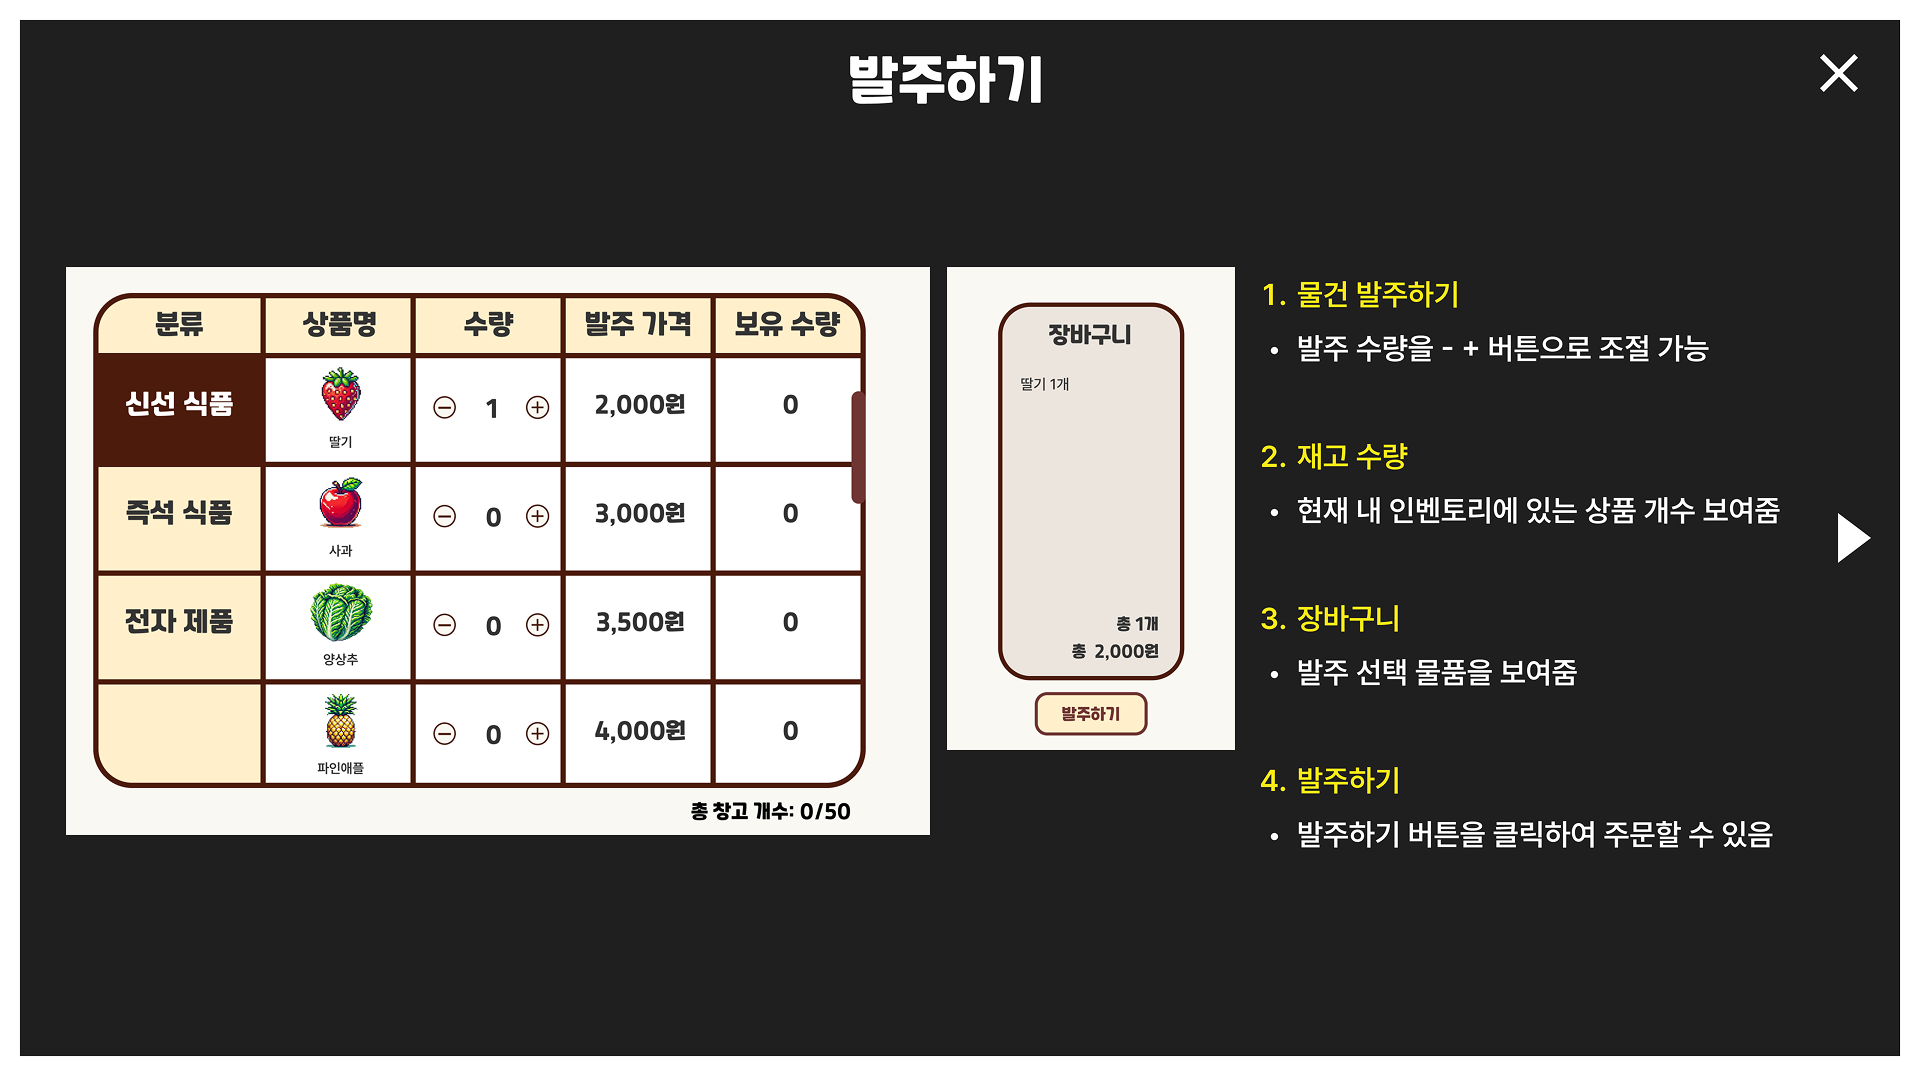 발주하기
분류 상품명 수량 발주 가격 보유 수량
신선 식품 딸기 1 2,000원 0
즉석 식품 사과 0 3,000원 0
전자 제품 양상추 0 3,500원 0
파인애플 0 4,000원 0
총 창고 개수: 0/50
장바구니
딸기 1개
총 1개
총 2,000원
발주하기
1. 물건 발주하기
• 발주 수량을 - + 버튼으로 조절 가능
2. 재고 수량
• 현재 내 인벤토리에 있는 상품 개수 보여줌
3. 장바구니
• 발주 선택 물품을 보여줌
4. 발주하기
• 발주하기 버튼을 클릭하여 주문할 수 있음